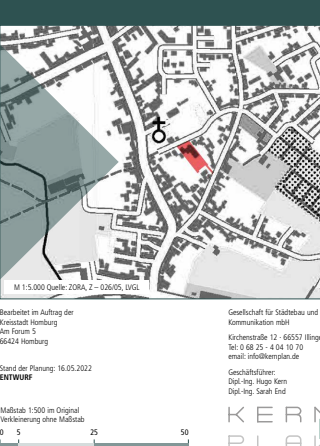 M 1:5.000 Quelle: ZORA, Z – 026/05, LVGL
Bearbeitet im Auftrag der
Kreisstadt Homburg
Am Forum 5
66424 Homburg
Stand der Planung: 16.05.2022
ENTWURF
Maßstab 1:500 im Original
Verkleinerung ohne Maßstab
0 5 25 50
Gesellschaft für Städtebau und
Kommunikation mbH
Kirchenstraße 12 · 66557
Tel: 0 68 25 - 4 04 10 70
email: info@kernplan.de
Geschäftsführer:
Dipl.-Ing. Hugo Kern
Dipl.-Ing. Sarah End
KERN